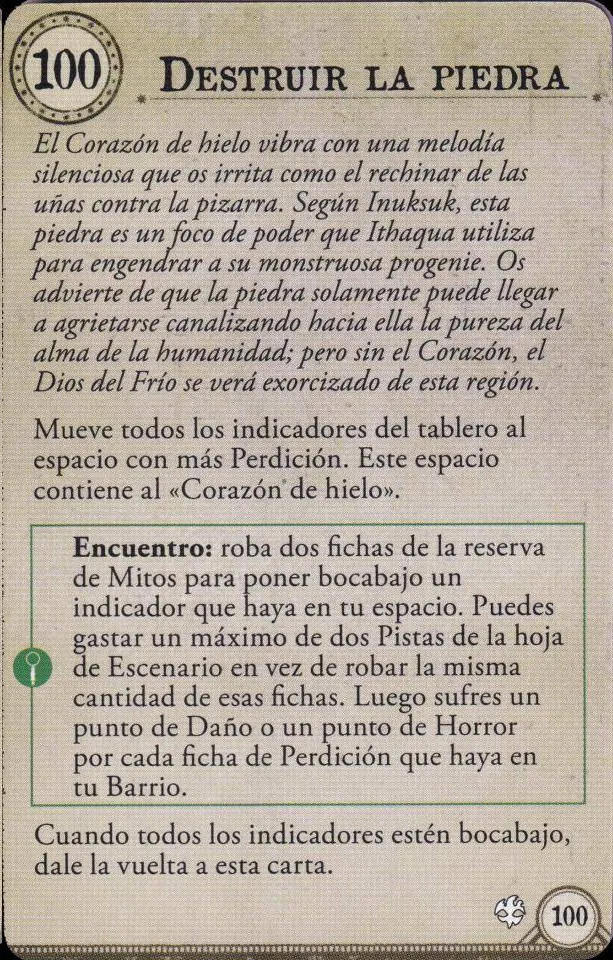 100
DESTRUIR LA PIEDRA
El Corazón de hielo vibra con una melodía
silenciosa que os irrita como el rechinar de las
uñas contra la pizarra. Según Inuksuk, esta
piedra es un foco de poder que Ithaqua utiliza
para engendrar a su monstruosa progenie. Os
advierte de que la piedra solamente puede llegar
a agrietarse canalizando hacia ella la pureza del
alma de la humanidad; pero sin el Corazón, el
Dios del Frío se verá exorcizado de esta región.
Mueve todos los indicadores del tablero al
espacio con más Perdición. Este espacio
contiene al «Corazón de hielo».
Encuentro: roba dos fichas de la reserva
de Mitos para poner bocabajo un
indicador que haya en tu espacio. Puedes
gastar un máximo de dos Pistas de la hoja
de Escenario en vez de robar la misma
cantidad de esas fichas. Luego sufres un
punto de Daño o un punto de Horror
por cada ficha de Perdición que haya en
tu Barrio.
Cuando todos los indicadores estén bocabajo,
dale la vuelta a esta carta.
100